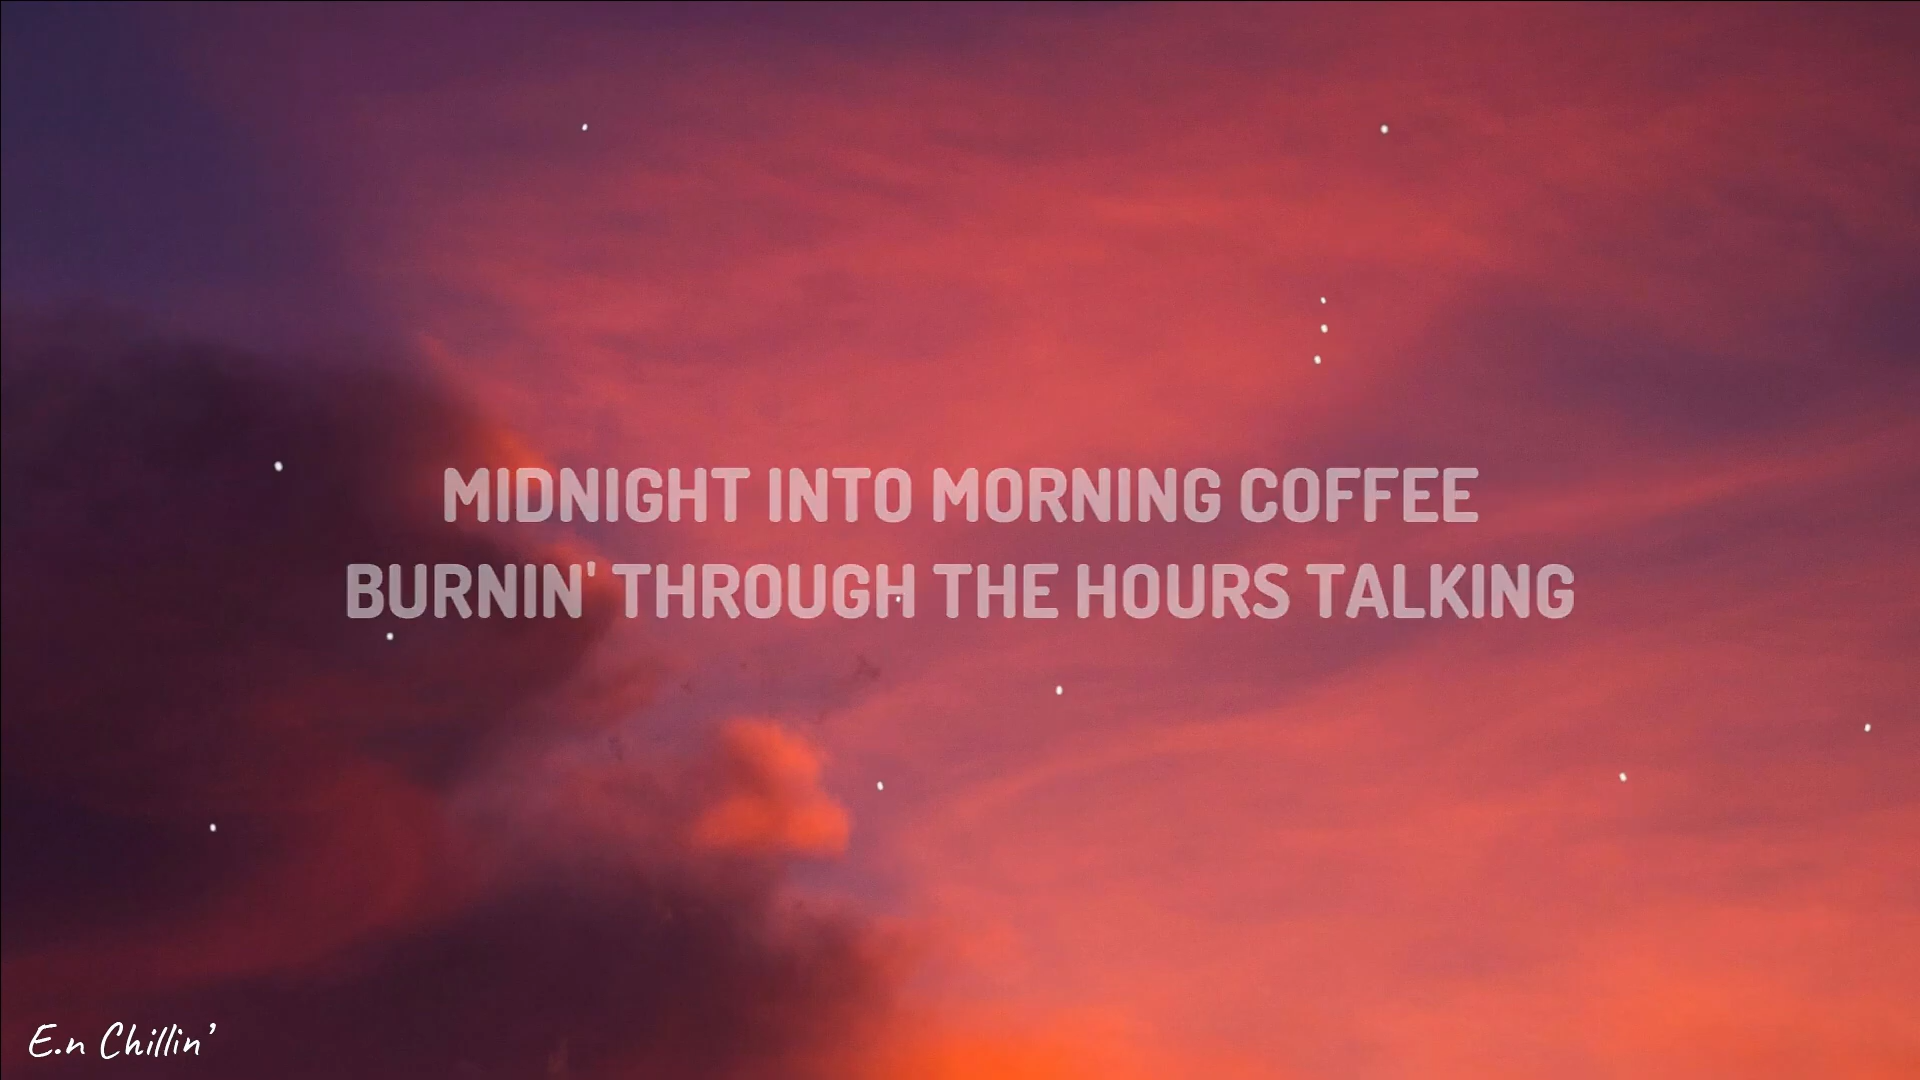 MIDNIGHT INTO MORNING COFFEE
BURNIN' THROUGH THE HOURS TALKING
E.n Chillin'